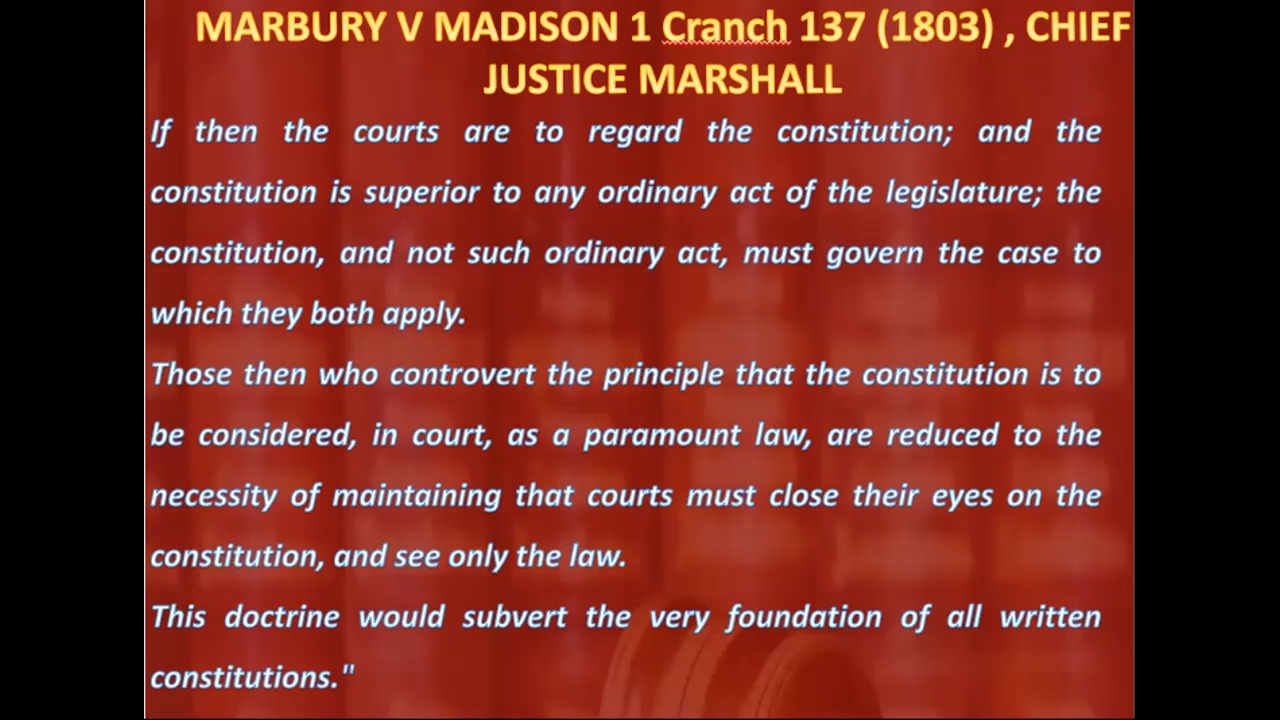 MARBURY V MADISON 1 Cranch 137 (1803) , CHIEF
JUSTICE MARSHALL
If then the courts are to regard the constitution; and the
constitution is superior to any ordinary act of the legislature; the
constitution, and not such ordinary act, must govern the case to
which they both apply.
Those then who controvert the principle that the constitution is to
be considered, in court, as a paramount law, are reduced to the
necessity of maintaining that courts must close their eyes on the
constitution, and see only the law.
This doctrine would subvert the very foundation of all written
constitutions."